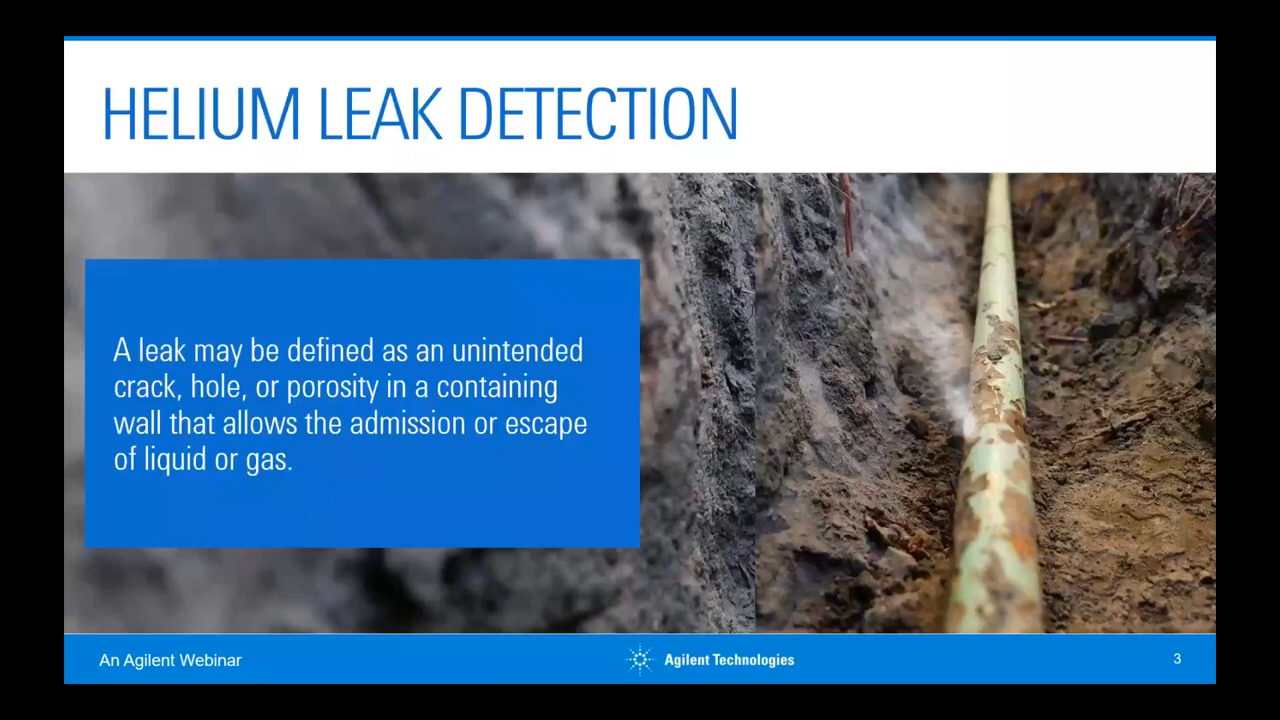 HELIUM LEAK DETECTION
A leak may be defined as an unintended
crack, hole, or porosity in a containing
wall that allows the admission or escape
of liquid or gas.
An Agilent Webinar
Agilent Technologies
3